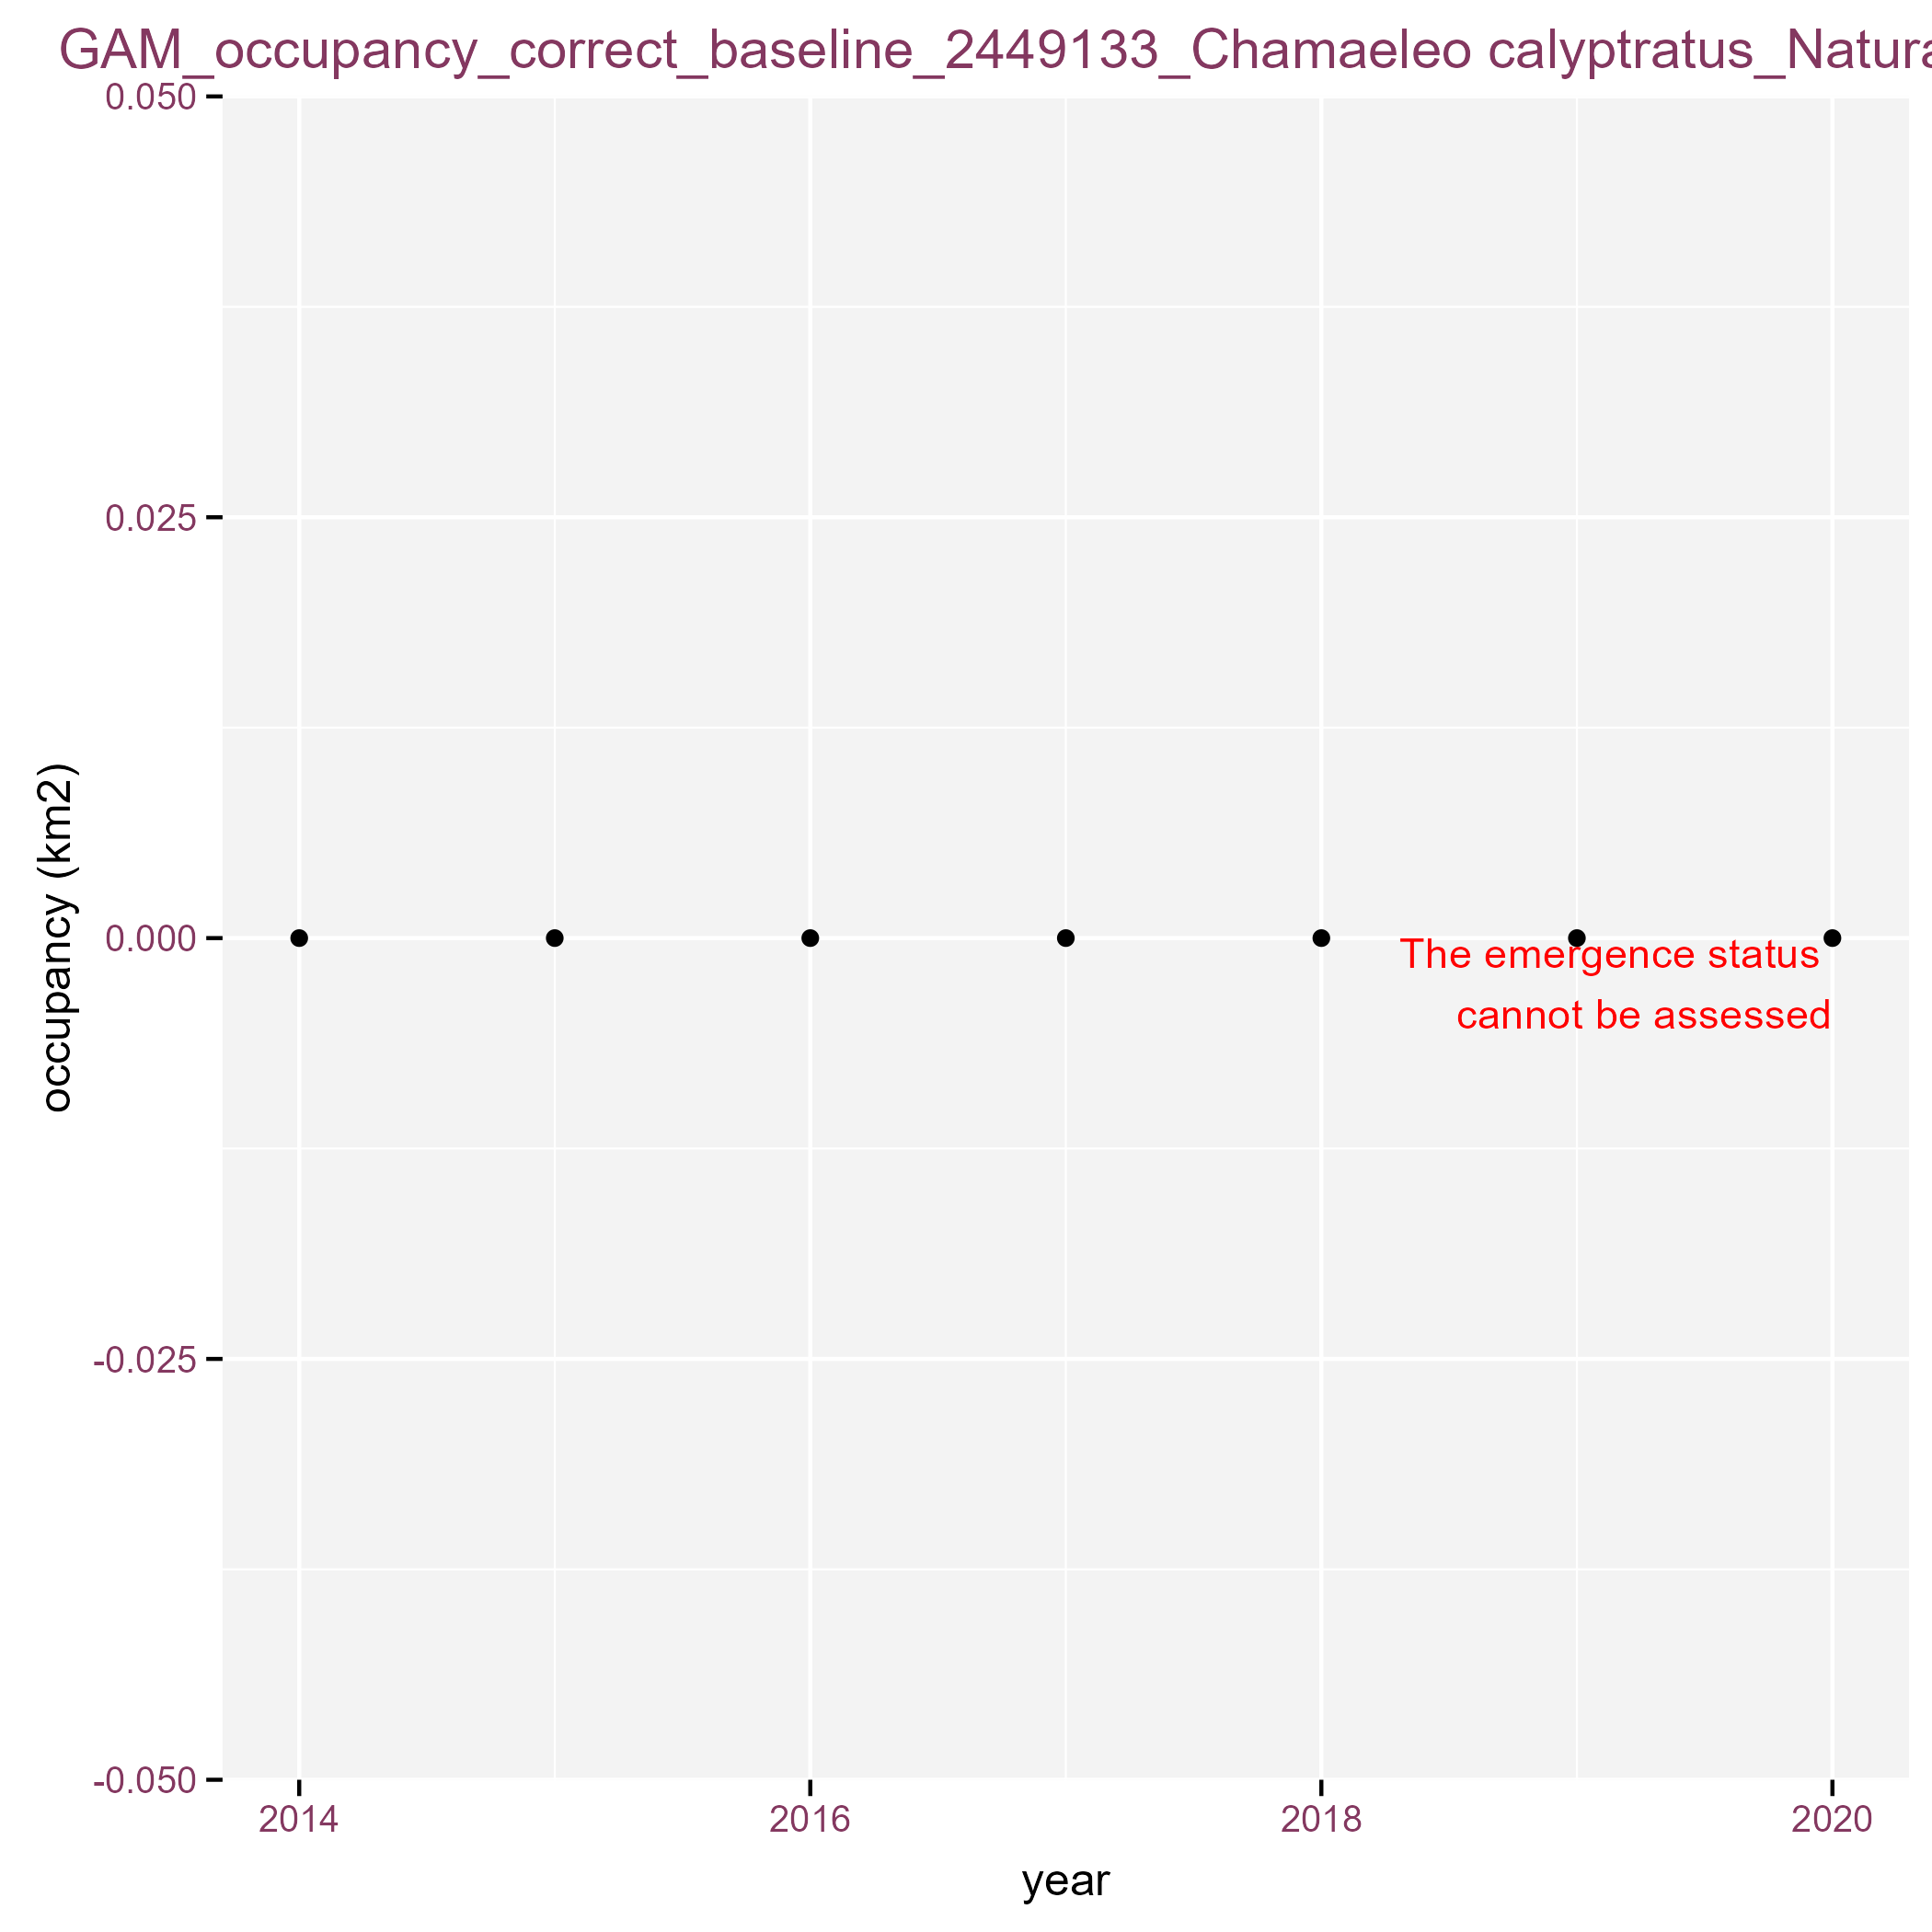 GAM_occupancy_correct_baseline_2449133_Chamaeleo calyptratus_Natura
0.050
0.025
0.000
-0.025
-0.050
occupancy (km2)
The emergence status
cannot be assessed
2014 2016 2018 2020
year